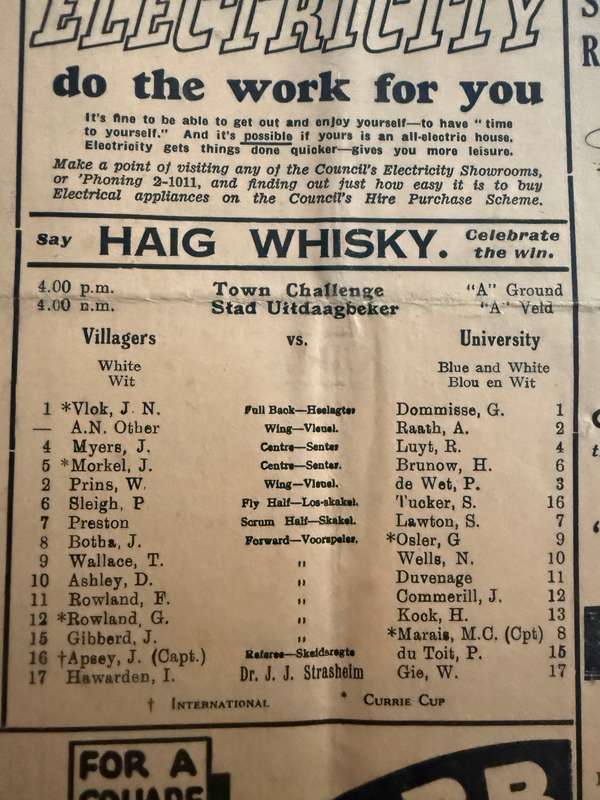 ELECTRICITY
do the work for you
It's fine to be able to get out and enjoy yourself—to have "time
to yourself." And it's possible if yours is an all-electric house.
Electricity gets things done quicker—gives you more leisure.
Make a point of visiting any of the Council's Electricity Showrooms,
or 'Phoning 2-1011, and finding out just how easy it is to buy
Electrical appliances on the Council's Hire Purchase Scheme.
Say HAIG WHISKY. Celebrate the win.
4.00 p.m. Town Challenge "A" Ground
4.00 n.m. Stad Uitdaagbeker "A" Veld
Villagers vs. University
White Blue and White
Wit Blou en Wit
1 *Vlok, J. N. Full Back—Heelagter Dommisse, G. 1
— A.N. Other Wing—Vleuel. Raath, A. 2
4 Myers, J. Centre—Senter Luyt, R. 4
5 *Morkel, J. Centre—Senter. Brunow, H. 6
2 Prins, W. Wing—Vleuel. de Wet, P. 3
6 Sleigh, P Fly Half—Los-skakel. Tucker, S. 16
7 Preston Scrum Half—Skakel. Lawton, S. 7
8 Botha, J. Forward—Voorspeler. *Osler, G 9
9 Wallace, T. " Wells, N. 10
10 Ashley, D. " Duvenage 11
11 Rowland, F. " Commerill, J. 12
12 *Rowland, G. " Kock, H. 13
15 Gibberd, J. " *Marais, M.C. (Cpt) 8
16 †Apsey, J. (Capt.) Referee—Skeidsregte du Toit, P. 15
17 Hawarden, I. Dr. J. J. Strasheim Gie, W. 17
† INTERNATIONAL * CURRIE CUP
FOR A
SQUARE